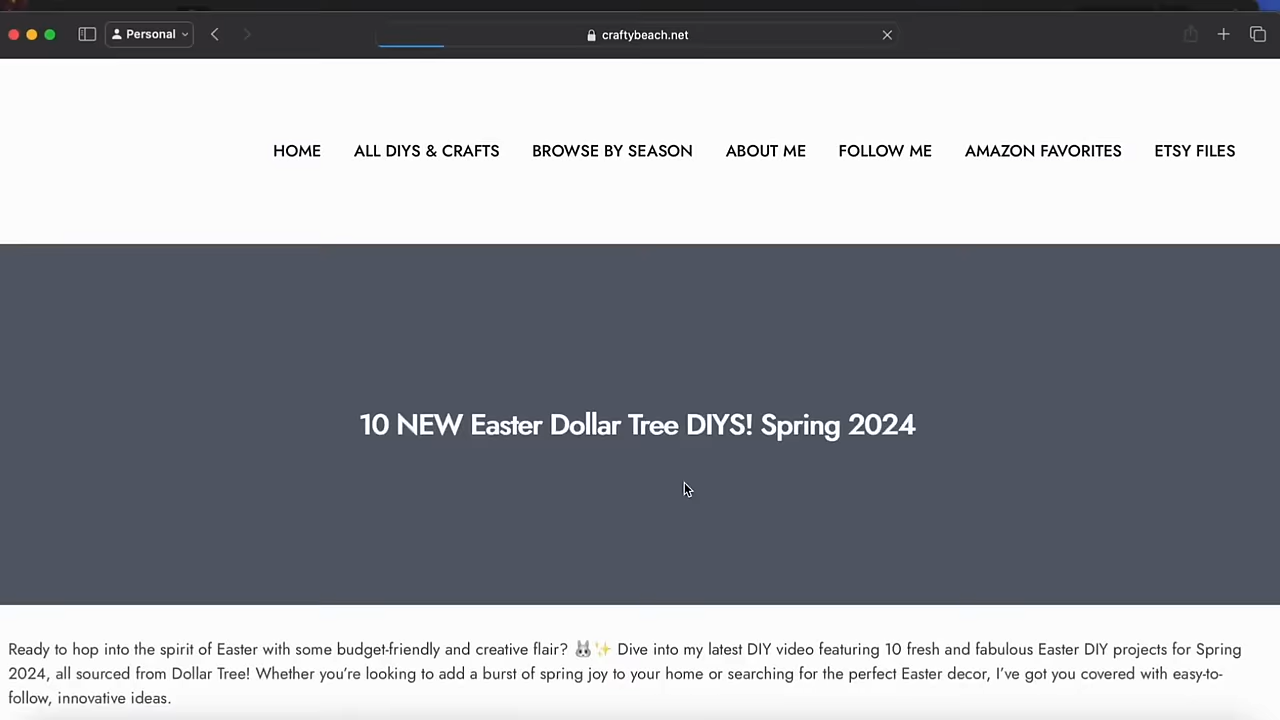 Personal
craftybeach.net
HOME ALL DIYS & CRAFTS BROWSE BY SEASON ABOUT ME FOLLOW ME AMAZON FAVORITES ETSY FILES
10 NEW Easter Dollar Tree DIYS! Spring 2024
Ready to hop into the spirit of Easter with some budget-friendly and creative flair? 🐰✨ Dive into my latest DIY video featuring 10 fresh and fabulous Easter DIY projects for Spring
2024, all sourced from Dollar Tree! Whether you’re looking to add a burst of spring joy to your home or searching for the perfect Easter decor, I’ve got you covered with easy-to-
follow, innovative ideas.